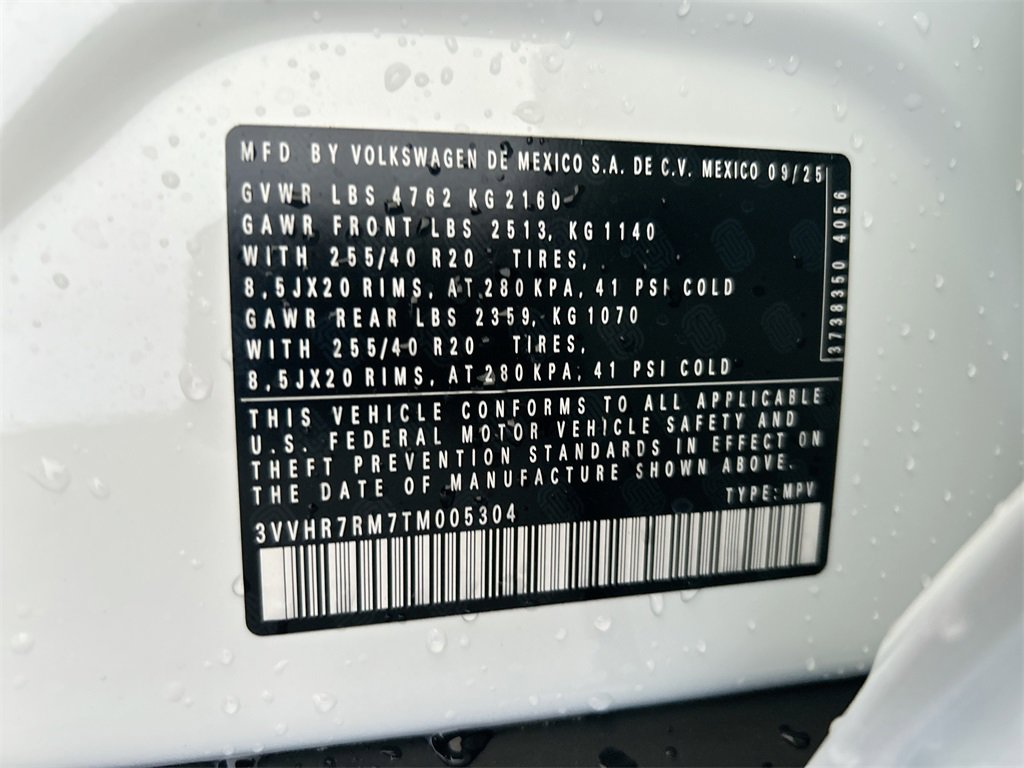 MFD BY VOLKSWAGEN DE MEXICO S.A. DE C.V. MEXICO 09/25
GVWR LBS 4762 KG 2160
GAWR FRONT LBS 2513, KG 1140
WITH 255/40 R20 TIRES,
8,5JX20 RIMS, AT 280 KPA, 41 PSI COLD
GAWR REAR LBS 2359, KG 1070
WITH 255/40 R20 TIRES,
8,5JX20 RIMS, AT 280 KPA, 41 PSI COLD
3738350 4056
THIS VEHICLE CONFORMS TO ALL APPLICABLE
U.S. FEDERAL MOTOR VEHICLE SAFETY AND
THEFT PREVENTION STANDARDS IN EFFECT ON
THE DATE OF MANUFACTURE SHOWN ABOVE.
TYPE: MPV
3VVHR7RM7TM005304